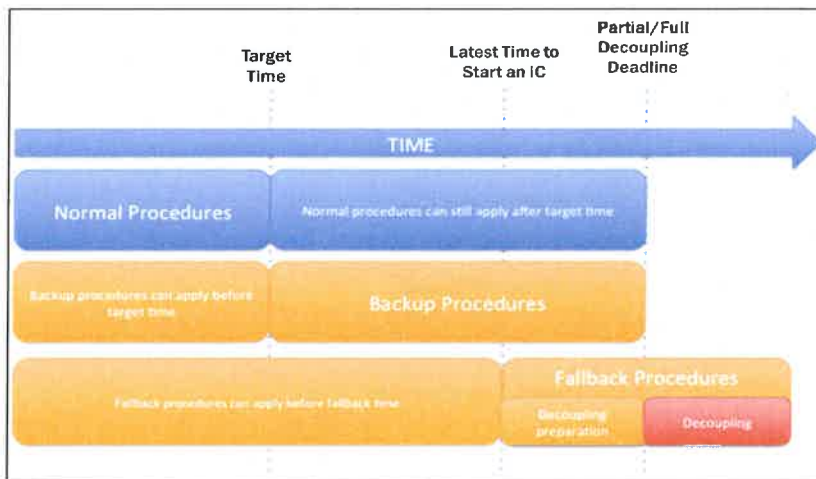 Target
Time
Latest Time to
Start an IC
Partial/Full
Decoupling
Deadline
TIME
Normal Procedures
Normal procedures can still apply after target time
Backup procedures can apply before
target time
Backup Procedures
Fallback procedures can apply before fallback time
Fallback Procedures
Decoupling
preparation
Decoupling